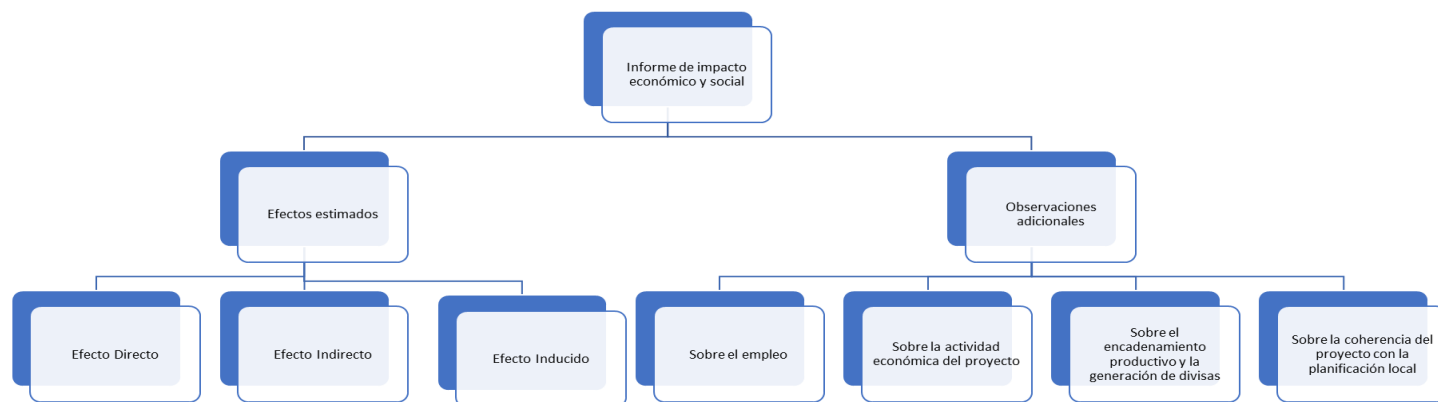 Informe de impacto
económico y social
Efectos estimados
Observaciones
adicionales
Efecto Directo
Efecto Indirecto
Efecto Inducido
Sobre el empleo
Sobre la actividad
económica del proyecto
Sobre el
encadenamiento
productivo y la
generación de divisas
Sobre la coherencia del
proyecto con la
planificación local